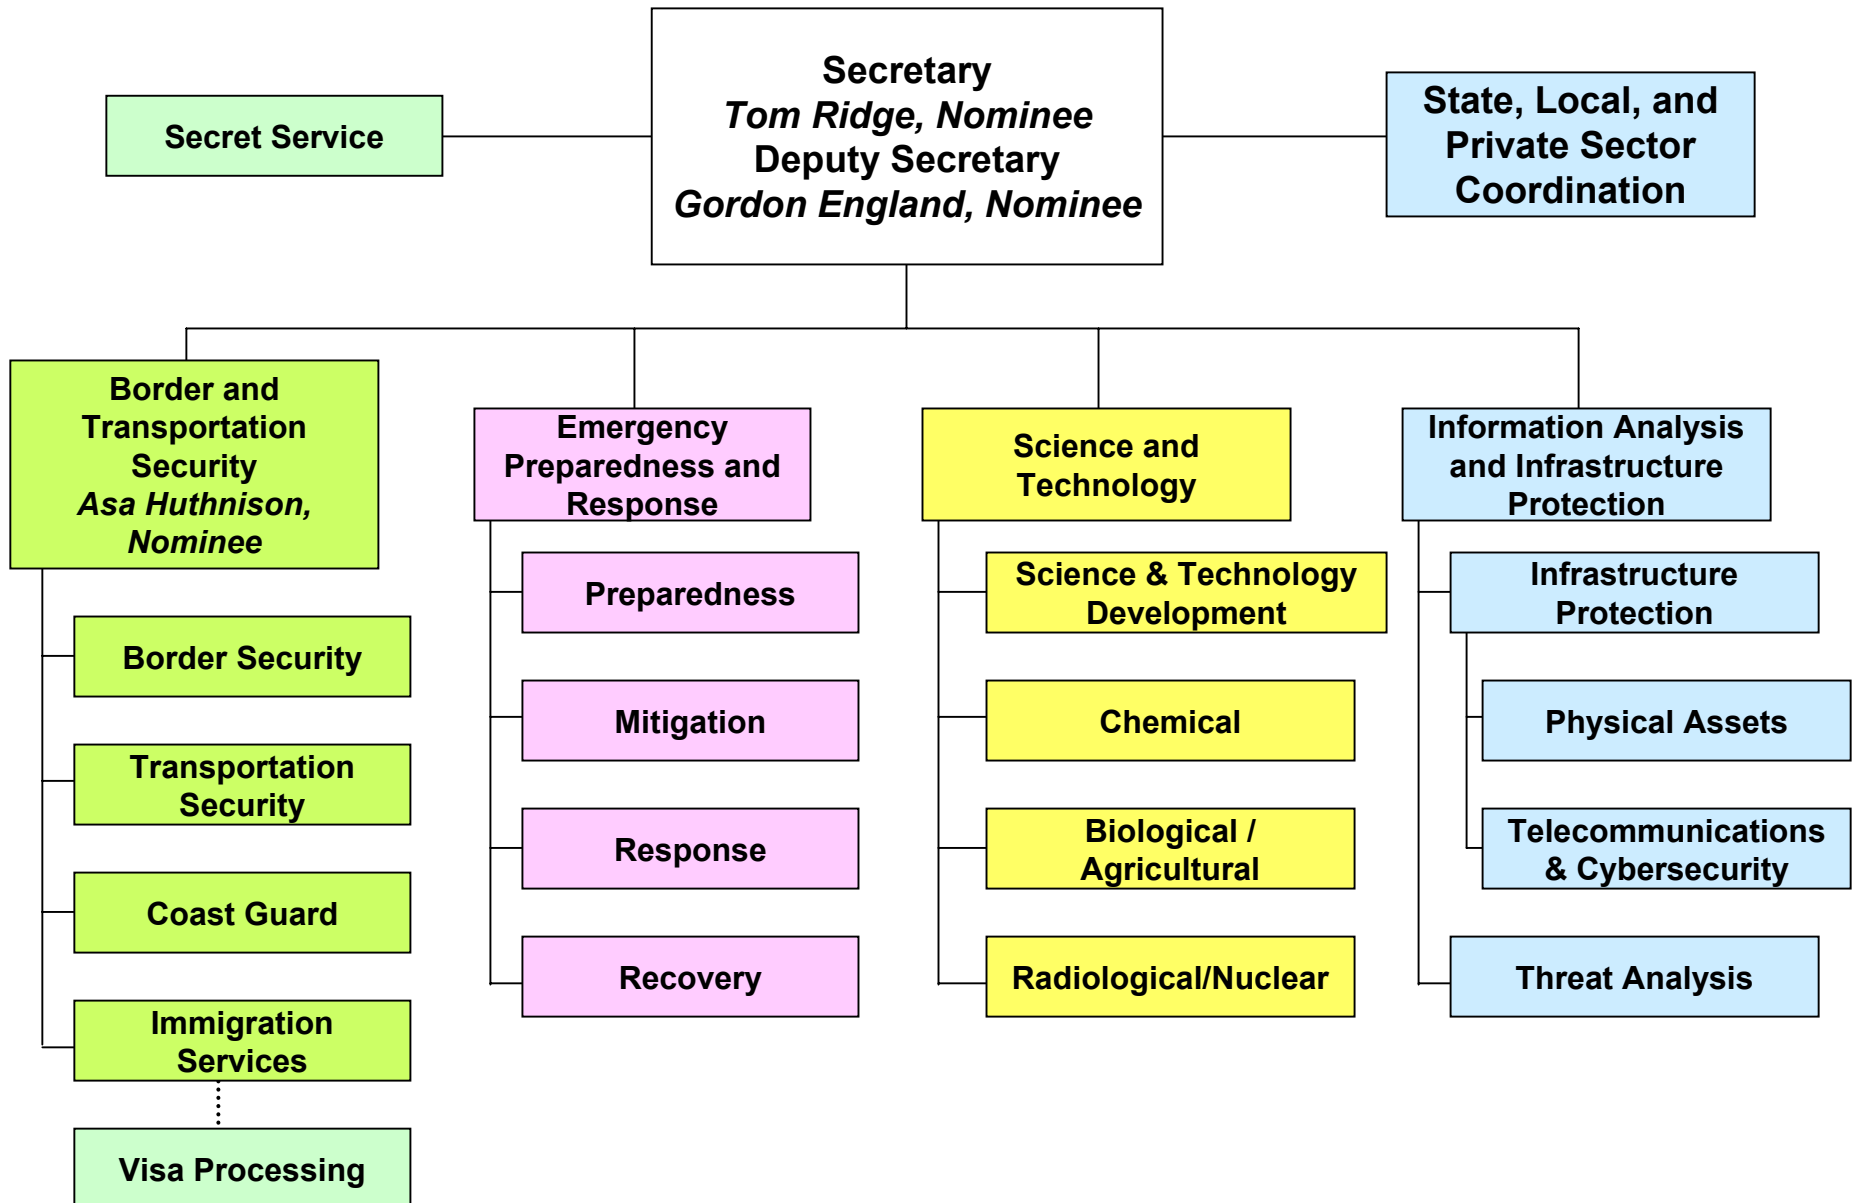 Secretary
Tom Ridge, Nominee
Deputy Secretary
Gordon England, Nominee
Secret Service
State, Local, and
Private Sector
Coordination
Border and
Transportation
Security
Asa Huthnison,
Nominee
Border Security
Transportation
Security
Coast Guard
Immigration
Services
Visa Processing
Emergency
Preparedness and
Response
Preparedness
Mitigation
Response
Recovery
Science and
Technology
Science & Technology
Development
Chemical
Biological /
Agricultural
Radiological/Nuclear
Information Analysis
and Infrastructure
Protection
Infrastructure
Protection
Physical Assets
Telecommunications
& Cybersecurity
Threat Analysis